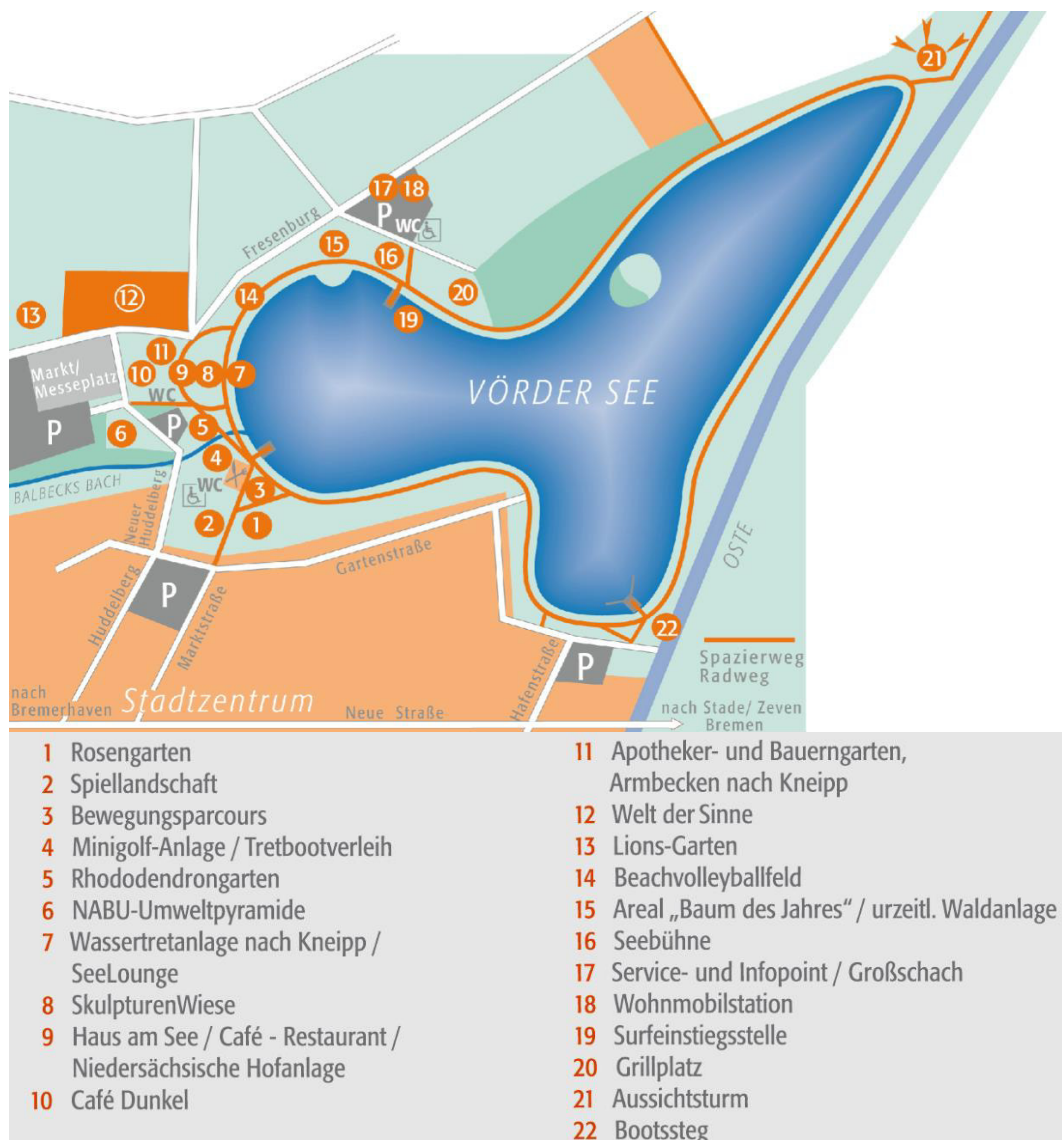 21
17 18
P WC
Fresenburg
15
16
14
20
12
13
19
11
Markt/
Messeplatz
10
9 8 7
VÖRDER SEE
WC
P
P
6
5
4
BALBECKS BACH
WC
3
Neuer
Huddelberg
2
1
OSTE
Gartenstraße
P
Huddelberg
Marktstraße
22
Spazierweg
Radweg
P
Hafenstraße
nach
Bremerhaven
Stadtzentrum
Neue Straße
nach Stade/ Zeven
Bremen
1 Rosengarten
2 Spiellandschaft
3 Bewegungsparcours
4 Minigolf-Anlage / Tretbootverleih
5 Rhododendrongarten
6 NABU-Umweltpyramide
7 Wassertretanlage nach Kneipp /
SeeLounge
8 SkulpturenWiese
9 Haus am See / Café - Restaurant /
Niedersächsische Hofanlage
10 Café Dunkel
11 Apotheker- und Bauerngarten,
Armbecken nach Kneipp
12 Welt der Sinne
13 Lions-Garten
14 Beachvolleyballfeld
15 Areal „Baum des Jahres“ / urzeitl. Waldanlage
16 Seebühne
17 Service- und Infopoint / Großschach
18 Wohnmobilstation
19 Surfeinstiegsstelle
20 Grillplatz
21 Aussichtsturm
22 Bootssteg